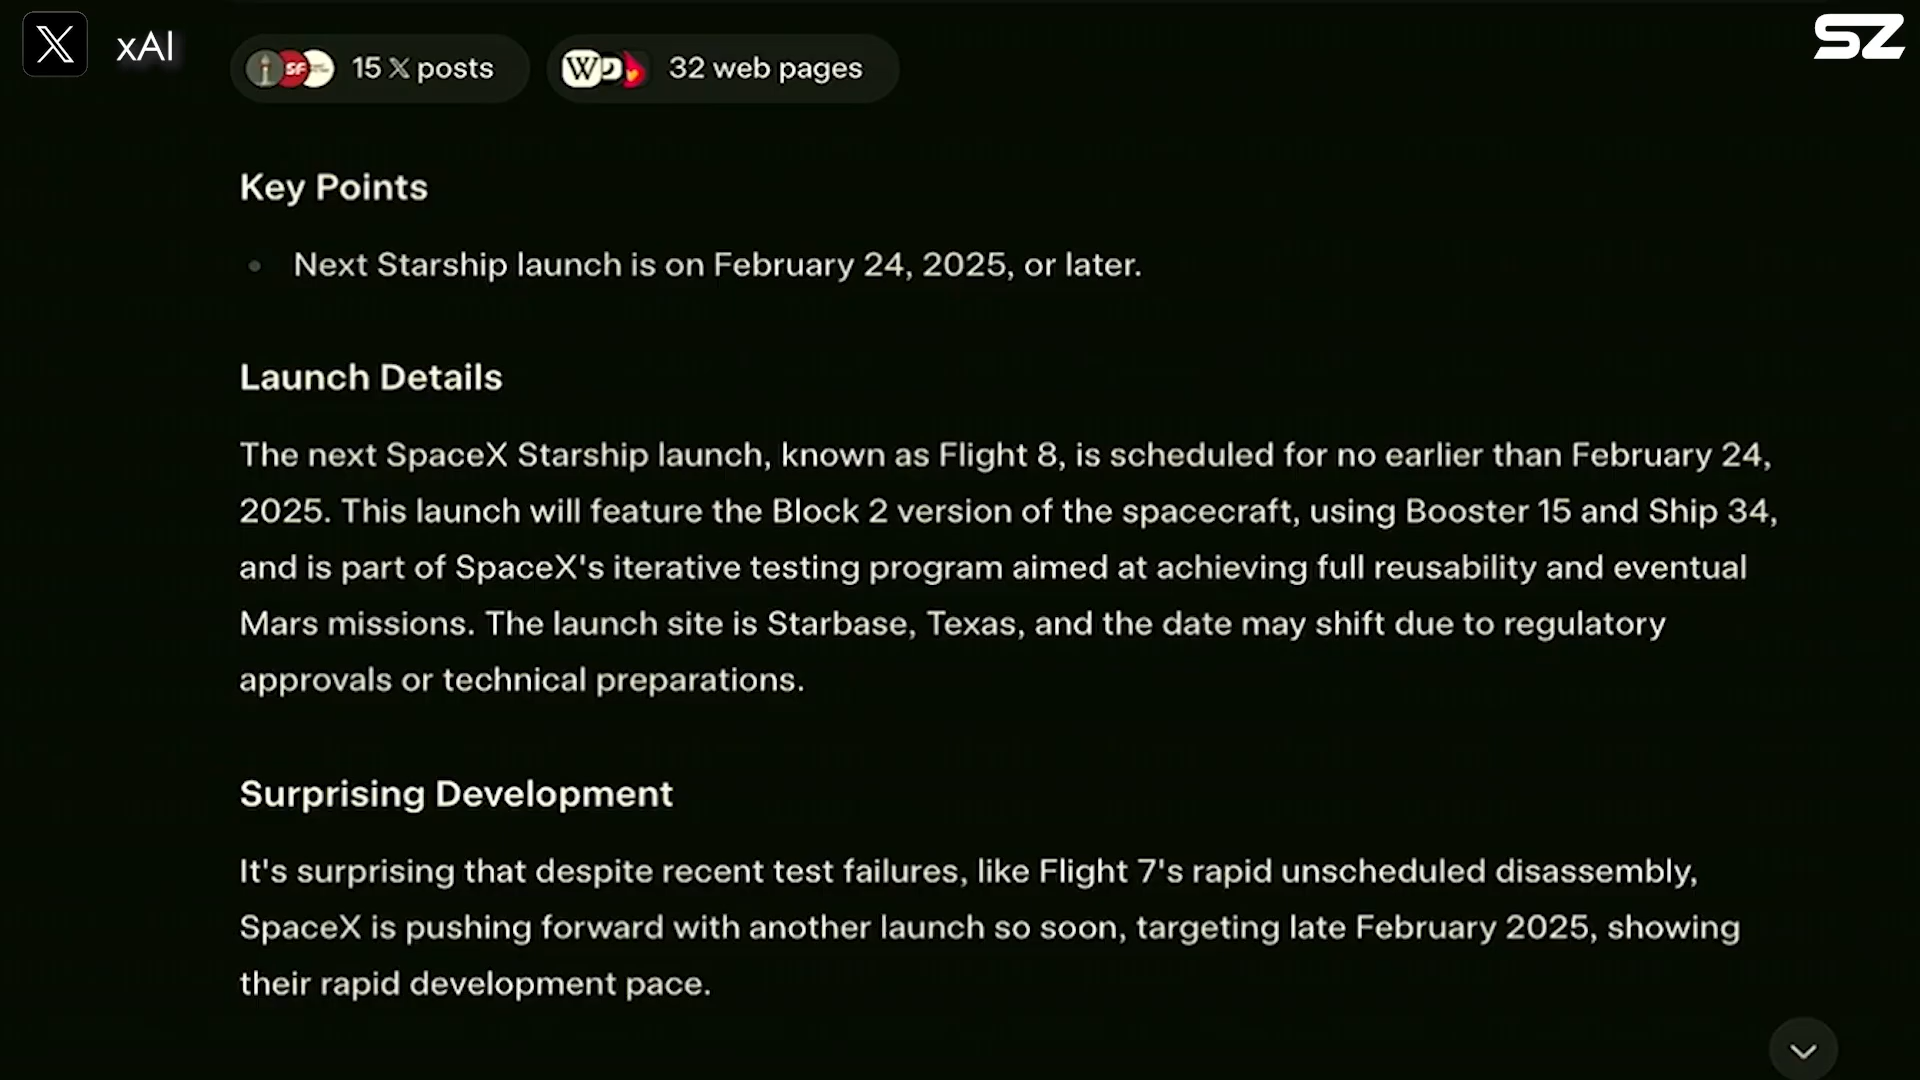 xAI
SZ
SF
15 X posts
W
32 web pages
Key Points
Next Starship launch is on February 24, 2025, or later.
Launch Details
The next SpaceX Starship launch, known as Flight 8, is scheduled for no earlier than February 24,
2025. This launch will feature the Block 2 version of the spacecraft, using Booster 15 and Ship 34,
and is part of SpaceX's iterative testing program aimed at achieving full reusability and eventual
Mars missions. The launch site is Starbase, Texas, and the date may shift due to regulatory
approvals or technical preparations.
Surprising Development
It's surprising that despite recent test failures, like Flight 7's rapid unscheduled disassembly,
SpaceX is pushing forward with another launch so soon, targeting late February 2025, showing
their rapid development pace.